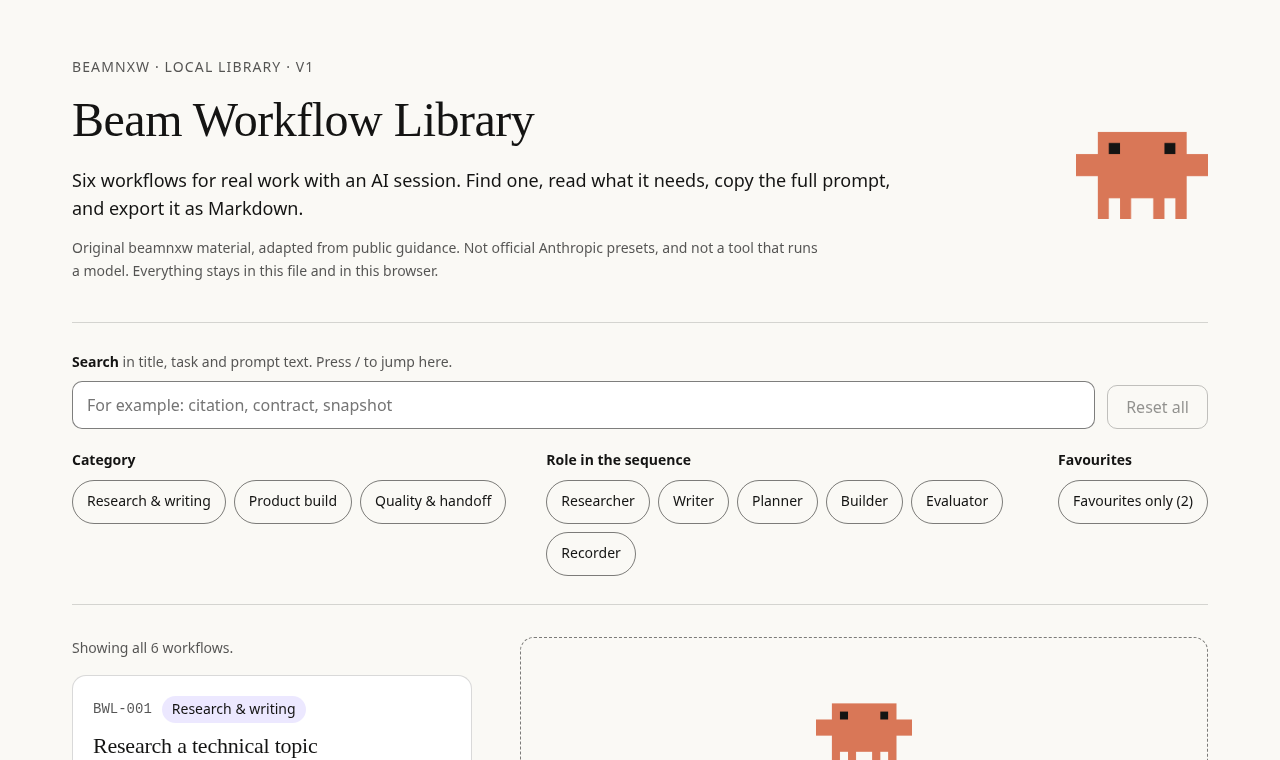 BEAMNXW · LOCAL LIBRARY · V1
Beam Workflow Library
Six workflows for real work with an AI session. Find one, read what it needs, copy the full prompt,
and export it as Markdown.
Original beamnxw material, adapted from public guidance. Not official Anthropic presets, and not a tool that runs
a model. Everything stays in this file and in this browser.
Search in title, task and prompt text. Press / to jump here.
For example: citation, contract, snapshot
Reset all
Category
Research & writing
Product build
Quality & handoff
Role in the sequence
Researcher
Writer
Planner
Builder
Evaluator
Recorder
Favourites
Favourites only (2)
Showing all 6 workflows.
BWL-001
Research & writing
Research a technical topic